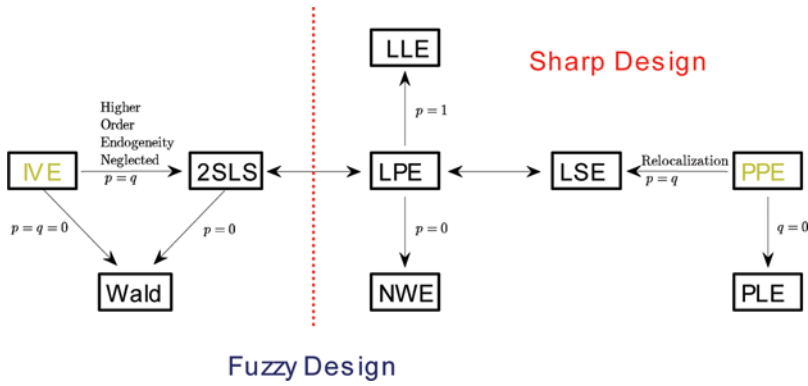 LLE
Sharp Design
Higher
Order
Endogeneity
Neglected
p = 1
IVE
p = q
2SLS
LPE
LSE
Relocalization
p = q
PPE
p = q = 0
p = 0
p = 0
q = 0
Wald
NWE
PLE
Fuzzy Design